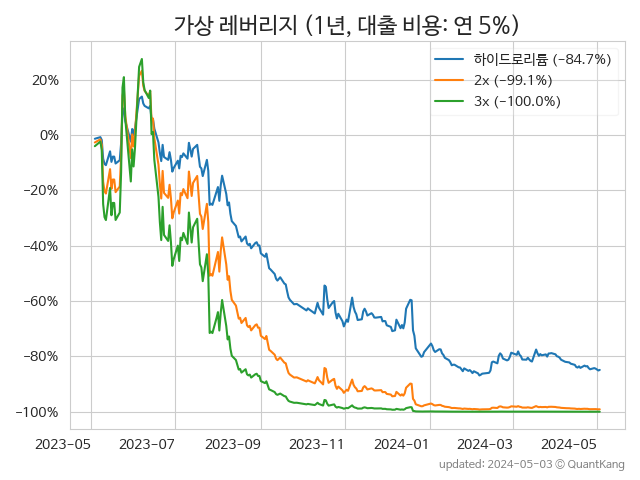 가상 레버리지 (1년, 대출 비용: 연 5%)
하이드로리튬 (-84.7%)
2x (-99.1%)
3x (-100.0%)
20%
0%
-20%
-40%
-60%
-80%
-100%
2023-05 2023-07 2023-09 2023-11 2024-01 2024-03 2024-05
updated: 2024-05-03 © QuantKang